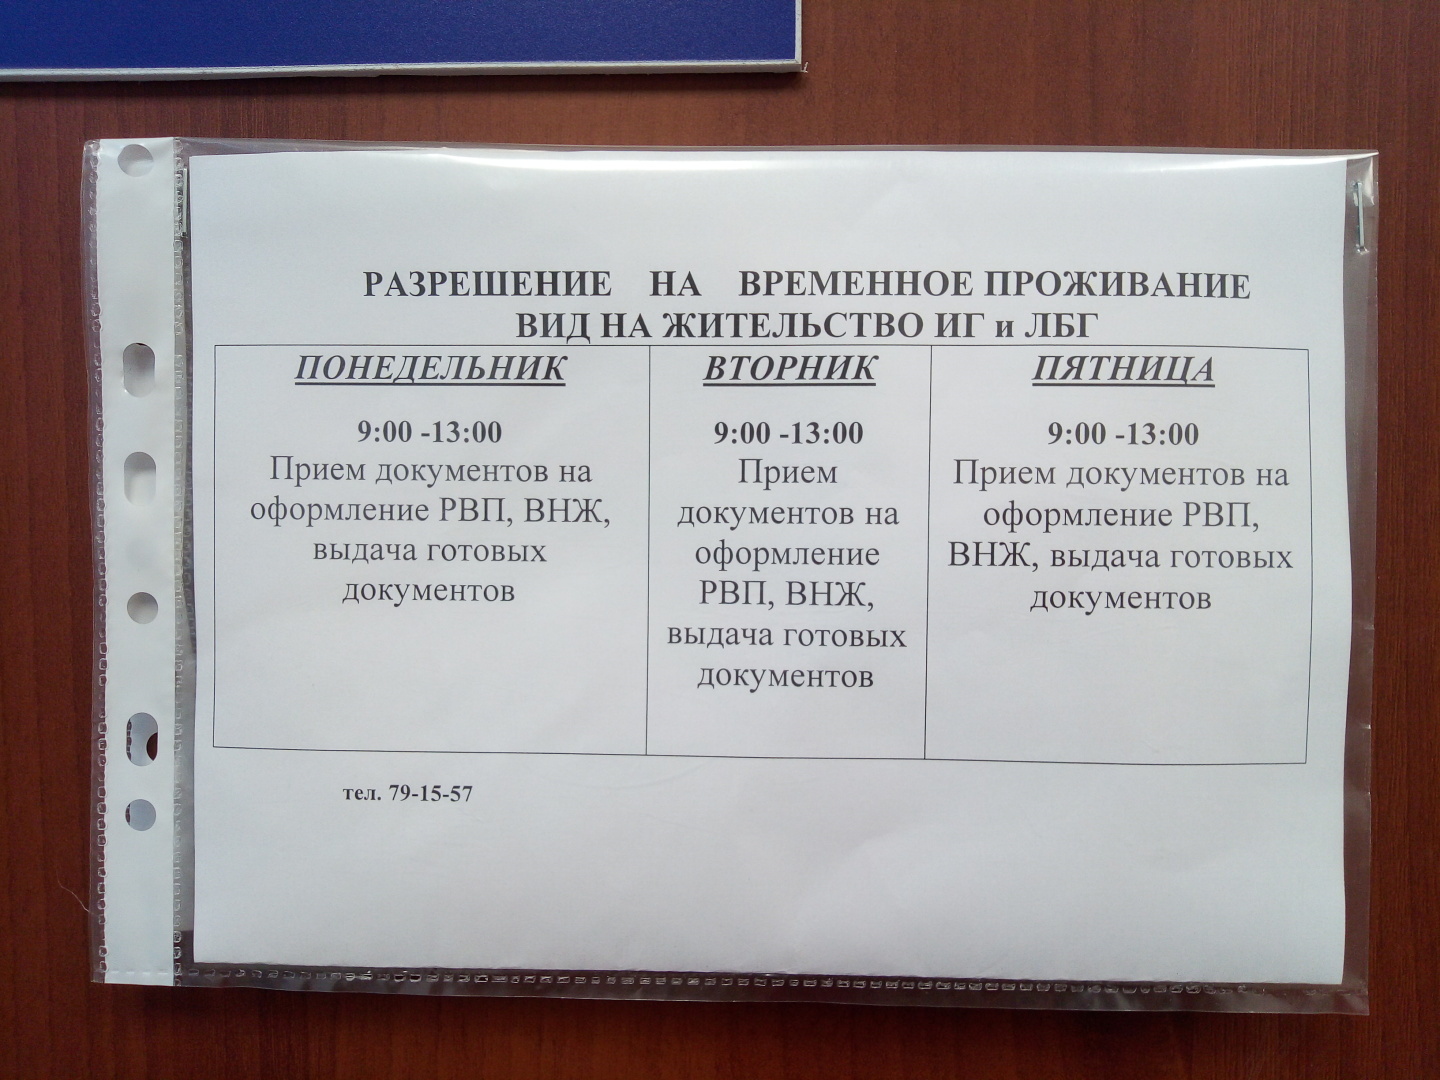 РАЗРЕШЕНИЕ НА ВРЕМЕННОЕ ПРОЖИВАНИЕ
ВИД НА ЖИТЕЛЬСТВО ИГ и ЛБГ
ПОНЕДЕЛЬНИК
9:00 -13:00
Прием документов на
оформление РВП, ВНЖ,
выдача готовых
документов
ВТОРНИК
9:00 -13:00
Прием
документов на
оформление
РВП, ВНЖ,
выдача готовых
документов
ПЯТНИЦА
9:00 -13:00
Прием документов на
оформление РВП,
ВНЖ, выдача готовых
документов
тел. 79-15-57